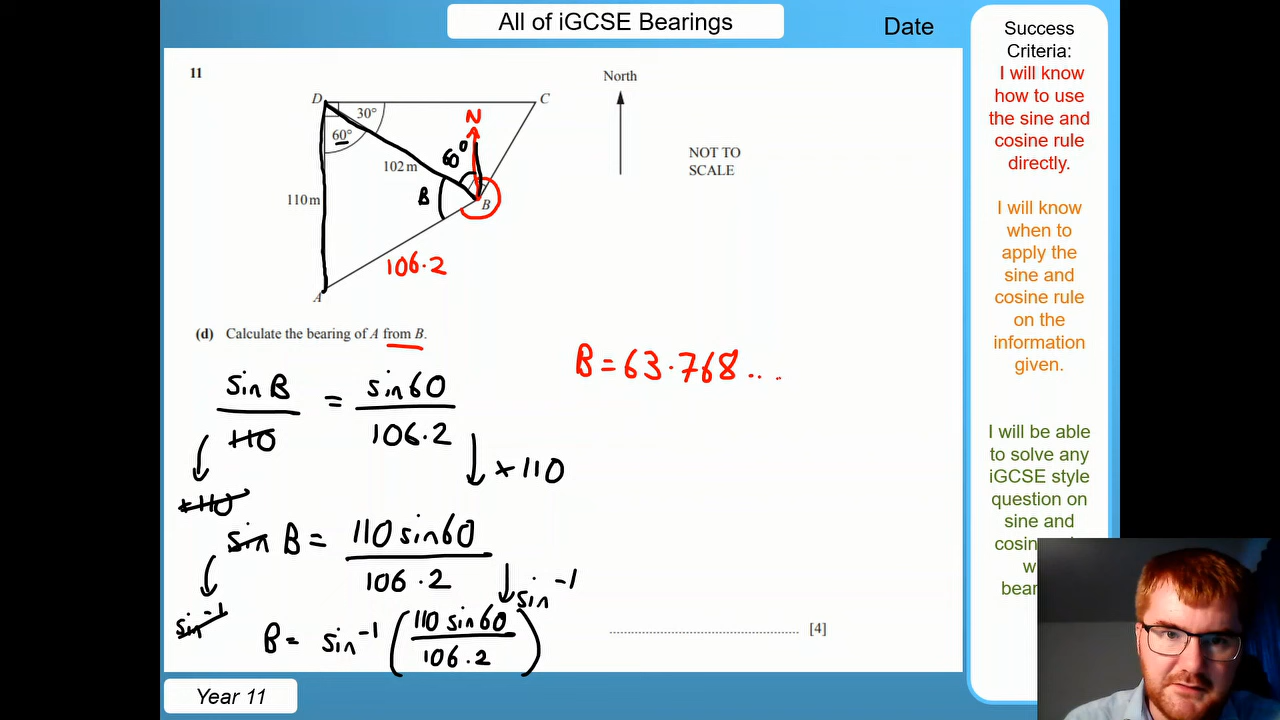 All of iGCSE Bearings
Date
Success
Criteria:
I will know
how to use
the sine and
cosine rule
directly.
I will know
when to
apply the
sine and
cosine rule
on the
information
given.
I will be able
to solve any
iGCSE style
question on
sine and
11
D
C
30°
60°
N
60°
102 m
B
B
110 m
106.2
A
North
NOT TO
SCALE
(d) Calculate the bearing of A from B.
sin B / 110 = sin 60 / 106.2
×110
×110
sin B = 110 sin 60 / 106.2
sin⁻¹
sin⁻¹
B = sin⁻¹ (110 sin 60 / 106.2)
B = 63.768...
[4]
Year 11